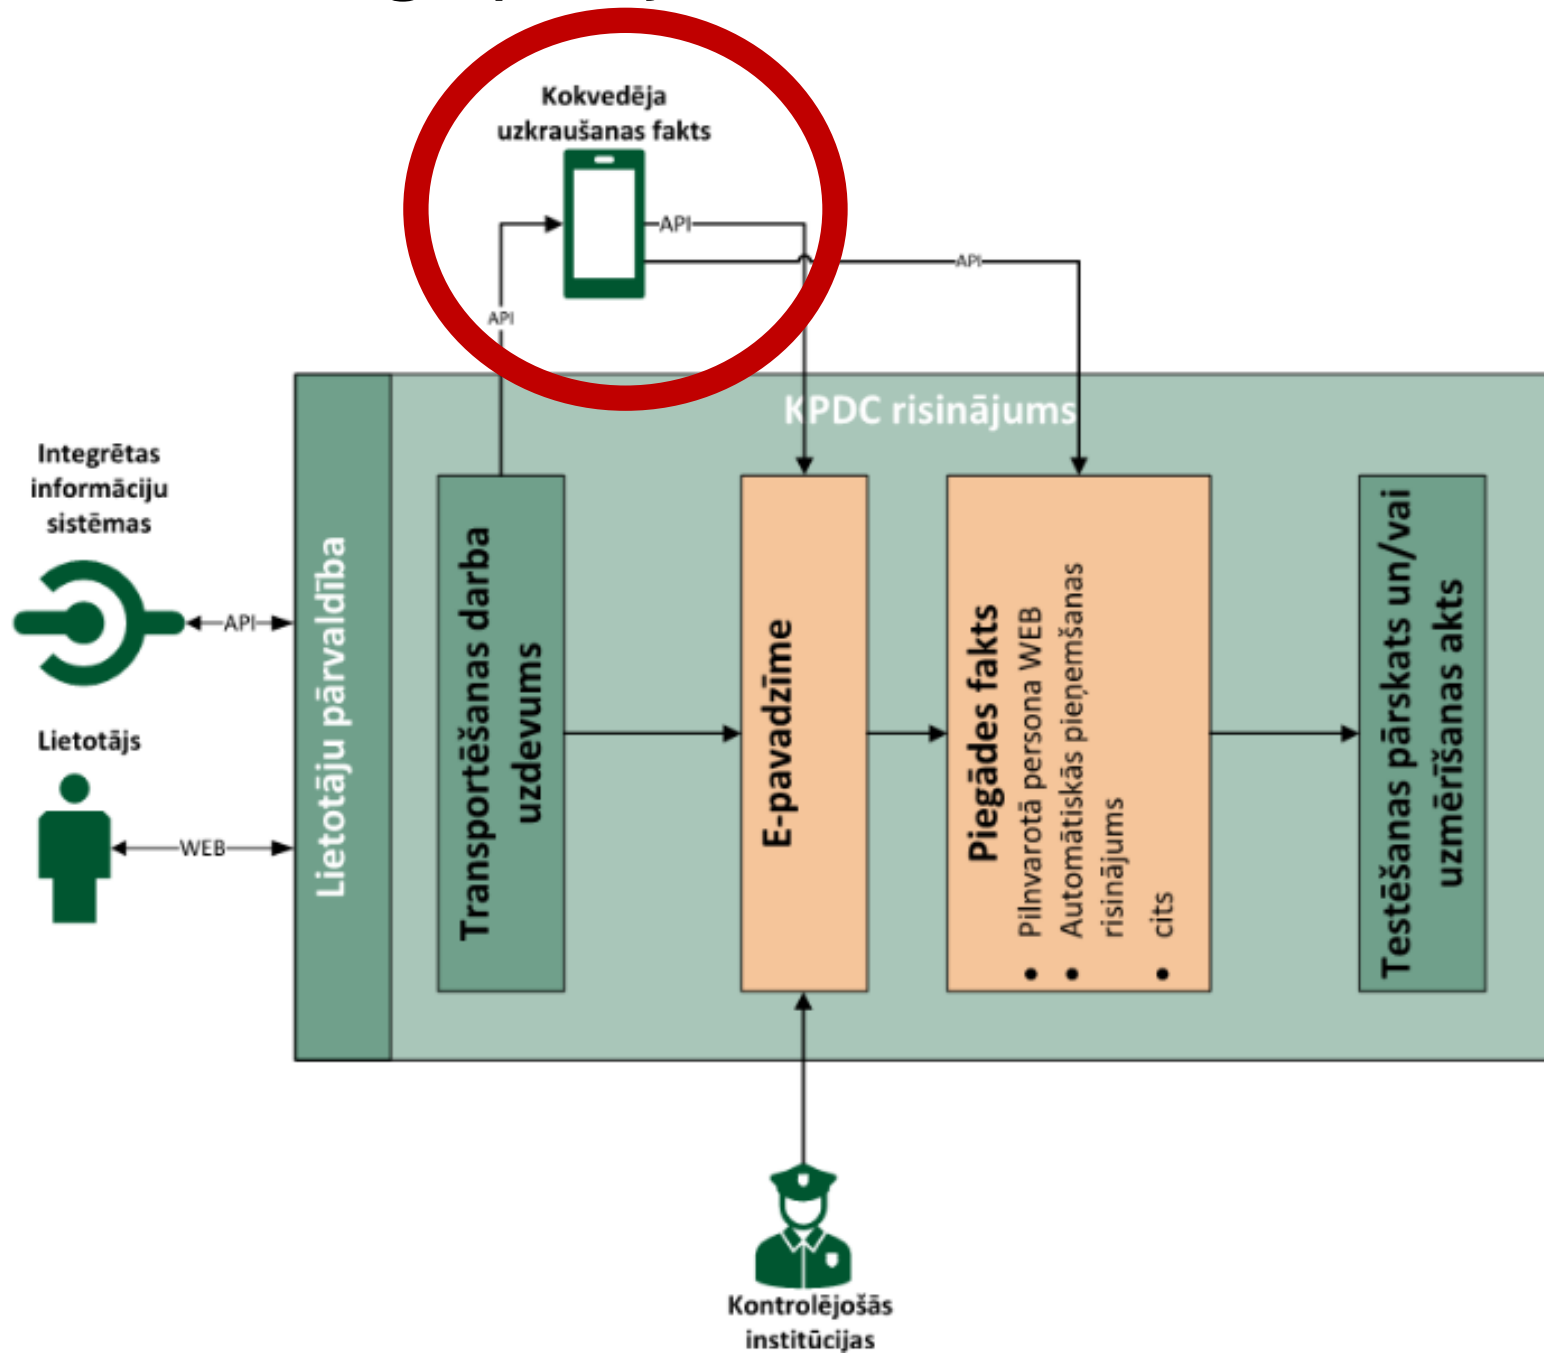 Kokvedēja
uzkraušanas fakts
API
API
API
KPDC risinājums
Integrētas
informāciju
sistēmas
API
Lietotājs
WEB
Lietotāju pārvaldība
Transportēšanas darba
uzdevums
E-pavadzīme
Piegādes fakts
• Pilnvarotā persona WEB
• Automātiskās pieņemšanas
risinājums
• cits
Testēšanas pārskats un/vai
uzmērīšanas akts
Kontrolējošās
institūcijas